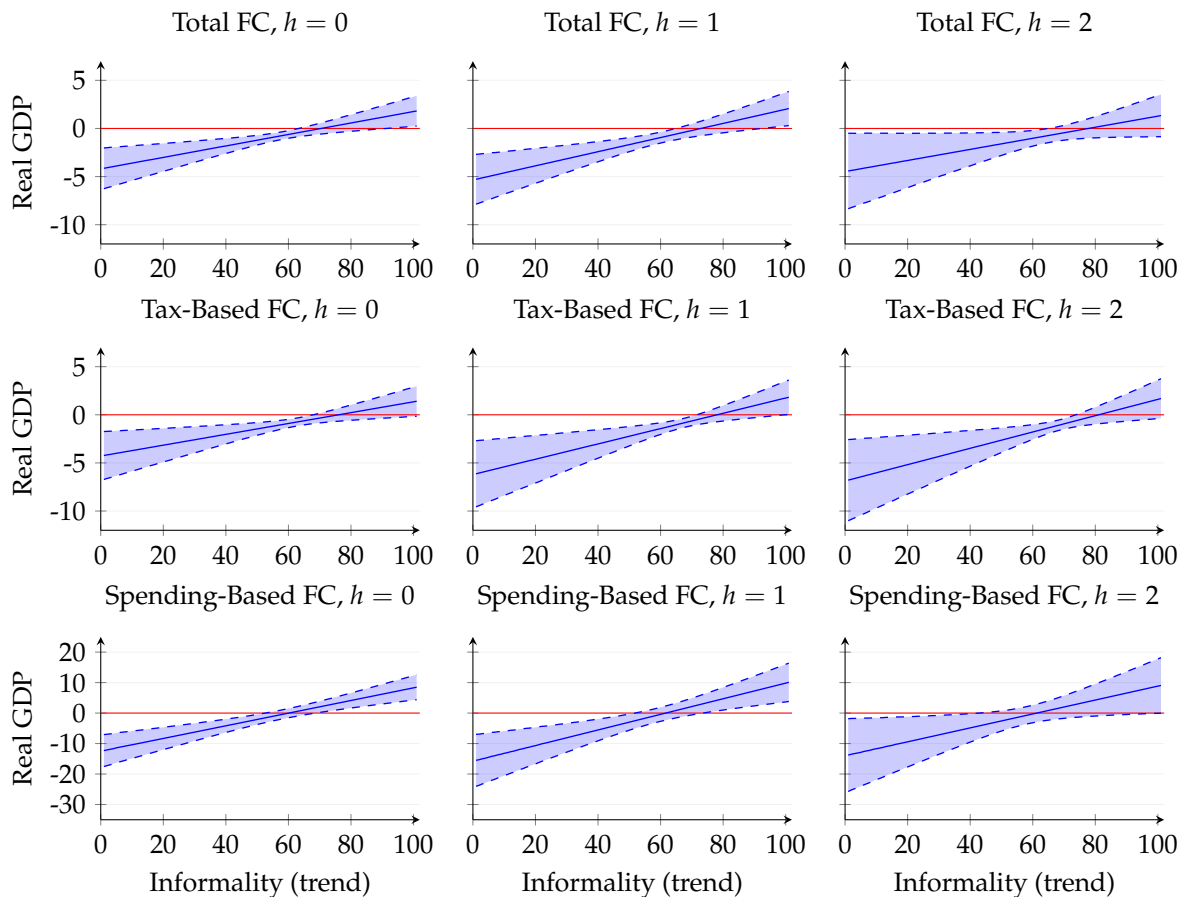 Total FC, h = 0
Total FC, h = 1
Total FC, h = 2
Real GDP
5
0
-5
-10
0 20 40 60 80 100
0 20 40 60 80 100
0 20 40 60 80 100
Tax-Based FC, h = 0
Tax-Based FC, h = 1
Tax-Based FC, h = 2
Real GDP
5
0
-5
-10
0 20 40 60 80 100
0 20 40 60 80 100
0 20 40 60 80 100
Spending-Based FC, h = 0
Spending-Based FC, h = 1
Spending-Based FC, h = 2
Real GDP
20
10
0
-10
-20
-30
0 20 40 60 80 100
0 20 40 60 80 100
0 20 40 60 80 100
Informality (trend)
Informality (trend)
Informality (trend)